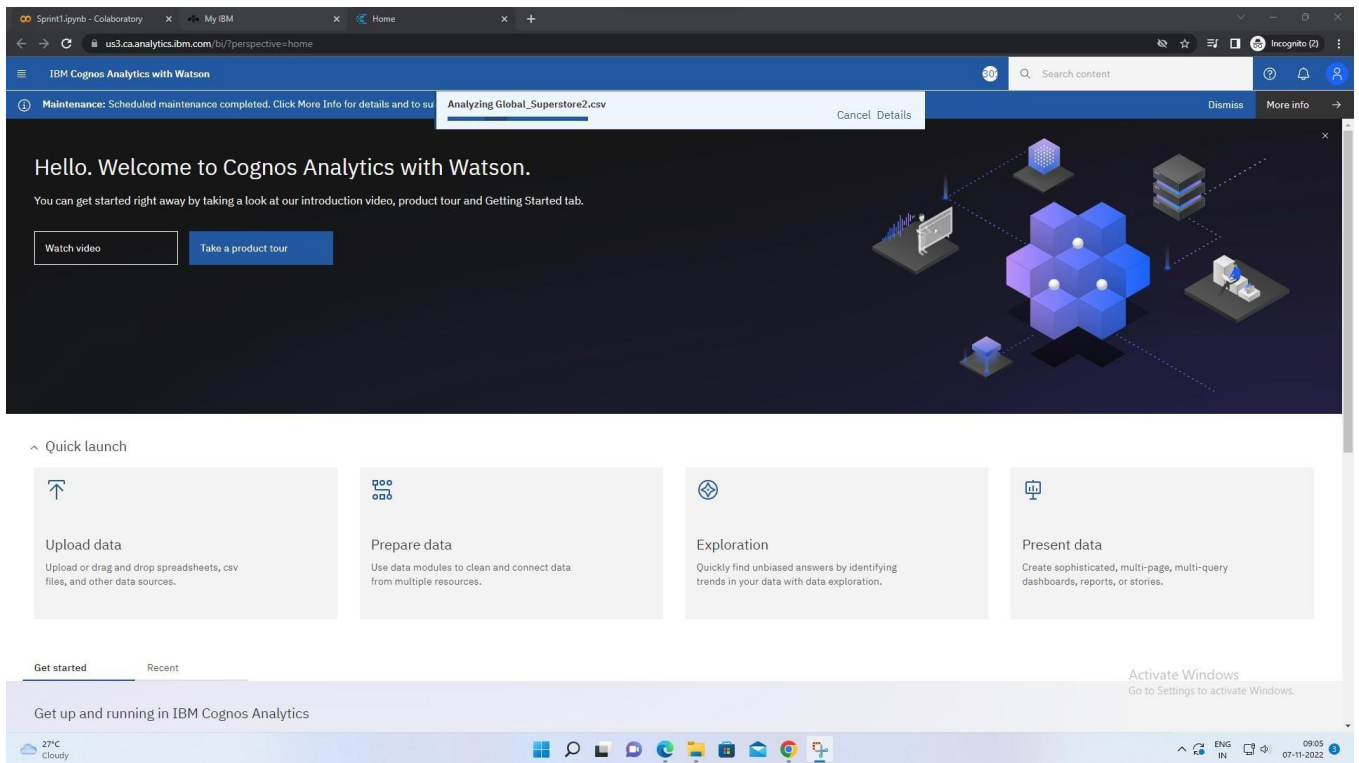 Sprint1.ipynb - Colaboratory
My IBM
Home
us3.ca.analytics.ibm.com/bi/?perspective=home
Incognito (2)
IBM Cognos Analytics with Watson
30
Search content
Maintenance: Scheduled maintenance completed. Click More Info for details and to su
Analyzing Global_Superstore2.csv
Cancel Details
Dismiss
More info
Hello. Welcome to Cognos Analytics with Watson.
You can get started right away by taking a look at our introduction video, product tour and Getting Started tab.
Watch video
Take a product tour
Quick launch
Upload data
Upload or drag and drop spreadsheets, csv
files, and other data sources.
Prepare data
Use data modules to clean and connect data
from multiple resources.
Exploration
Quickly find unbiased answers by identifying
trends in your data with data exploration.
Present data
Create sophisticated, multi-page, multi-query
dashboards, reports, or stories.
Get started
Recent
Activate Windows
Go to Settings to activate Windows.
Get up and running in IBM Cognos Analytics
27°C
Cloudy
ENG
IN
09:05
07-11-2022
3